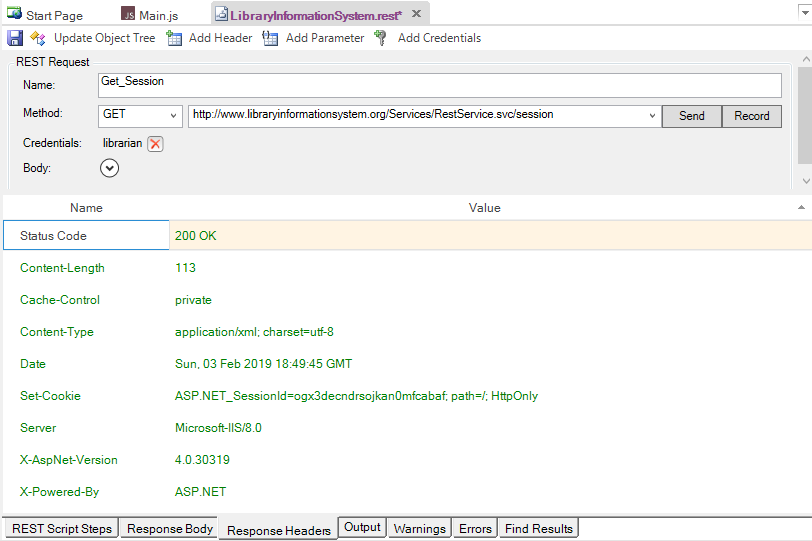 Start Page Main.js LibraryInformationSystem.rest*
Update Object Tree Add Header Add Parameter Add Credentials
REST Request
Name: Get_Session
Method: GET http://www.libraryinformationsystem.org/Services/RestService.svc/session Send Record
Credentials: librarian
Body:
Name Value
Status Code 200 OK
Content-Length 113
Cache-Control private
Content-Type application/xml; charset=utf-8
Date Sun, 03 Feb 2019 18:49:45 GMT
Set-Cookie ASP.NET_SessionId=ogx3decndrsojkan0mfcabaf; path=/; HttpOnly
Server Microsoft-IIS/8.0
X-AspNet-Version 4.0.30319
X-Powered-By ASP.NET
REST Script Steps Response Body Response Headers Output Warnings Errors Find Results